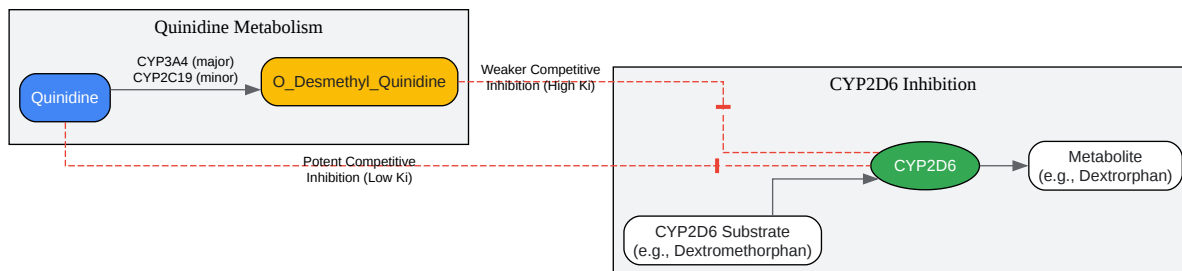 Quinidine Metabolism
CYP3A4 (major)
CYP2C19 (minor)
Quinidine
O_Desmethyl_Quinidine
Weaker Competitive
Inhibition (High Ki)
CYP2D6 Inhibition
Potent Competitive
Inhibition (Low Ki)
CYP2D6
Metabolite
(e.g., Dextrorphan)
CYP2D6 Substrate
(e.g., Dextromethorphan)